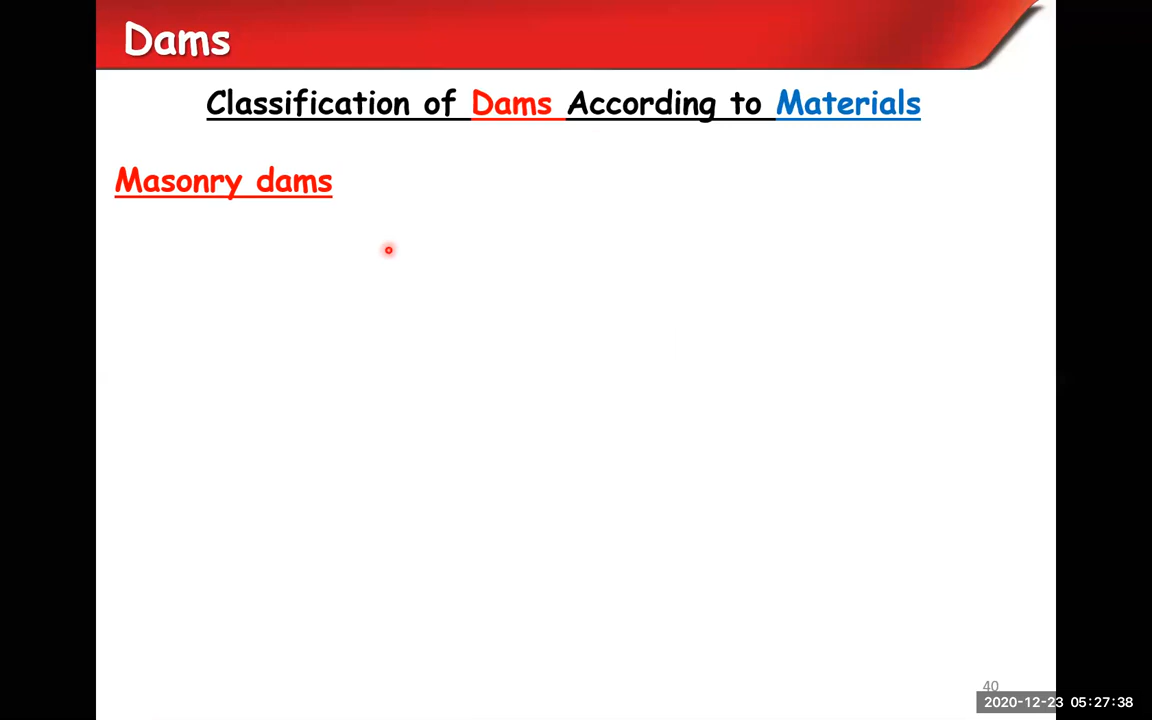 Dams
Classification of Dams According to Materials
Masonry dams
40
2020-12-23 05:27:38